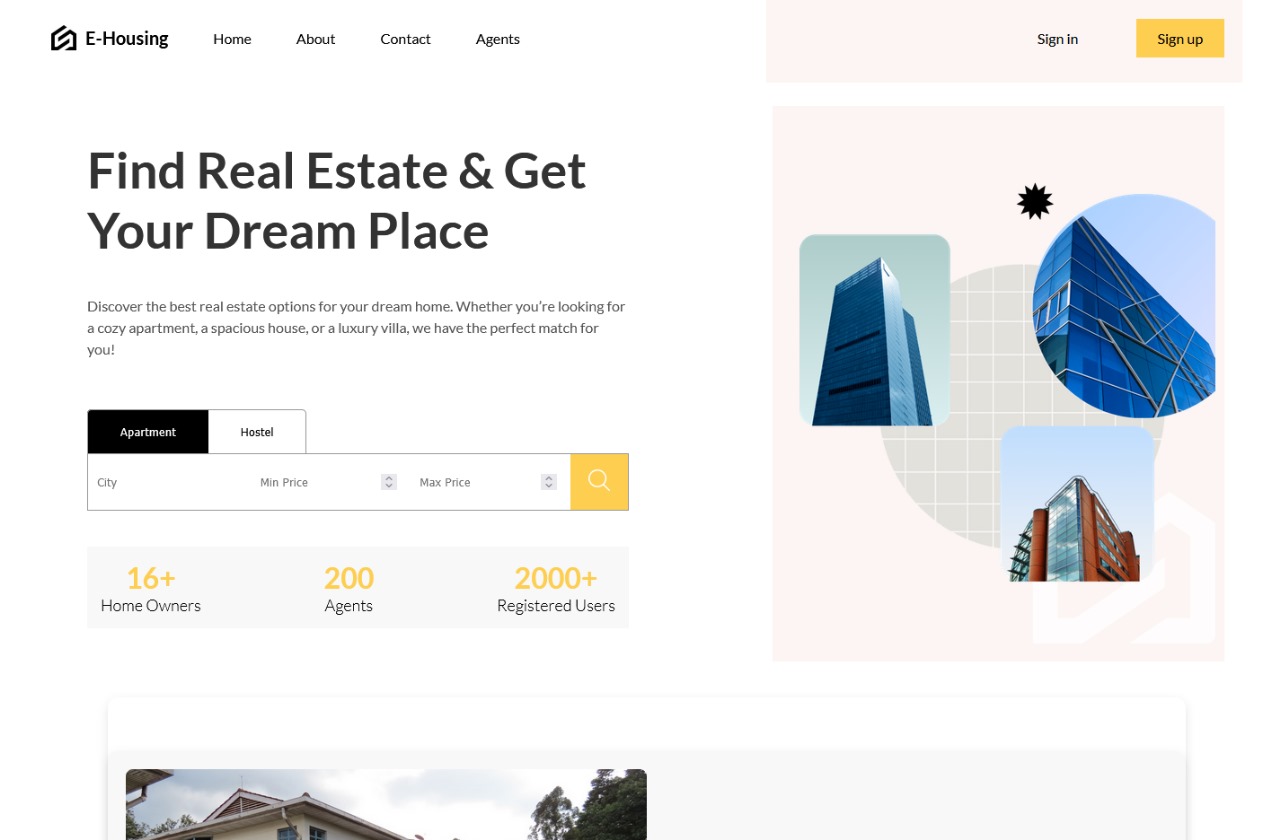 E-Housing
Home
About
Contact
Agents
Sign in
Sign up
Find Real Estate & Get
Your Dream Place
Discover the best real estate options for your dream home. Whether you’re looking for
a cozy apartment, a spacious house, or a luxury villa, we have the perfect match for
you!
Apartment
Hostel
City
Min Price
Max Price
16+
Home Owners
200
Agents
2000+
Registered Users